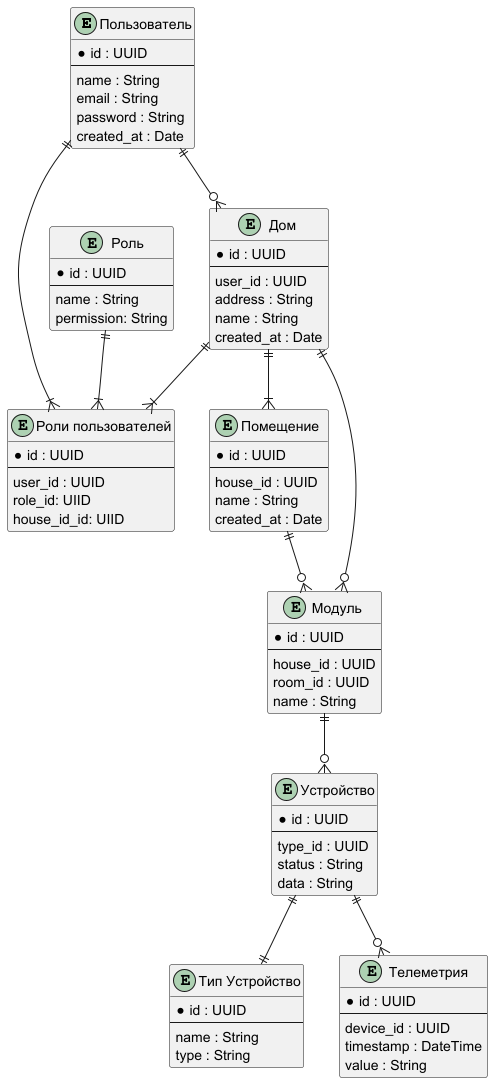 E Пользователь
* id : UUID
name : String
email : String
password : String
created_at : Date
E Дом
* id : UUID
user_id : UUID
address : String
name : String
created_at : Date
E Роль
* id : UUID
name : String
permission: String
E Роли пользователей
* id : UUID
user_id : UUID
role_id: UIID
house_id_id: UIID
E Помещение
* id : UUID
house_id : UUID
name : String
created_at : Date
E Модуль
* id : UUID
house_id : UUID
room_id : UUID
name : String
E Устройство
* id : UUID
type_id : UUID
status : String
data : String
E Тип Устройство
* id : UUID
name : String
type : String
E Телеметрия
* id : UUID
device_id : UUID
timestamp : DateTime
value : String